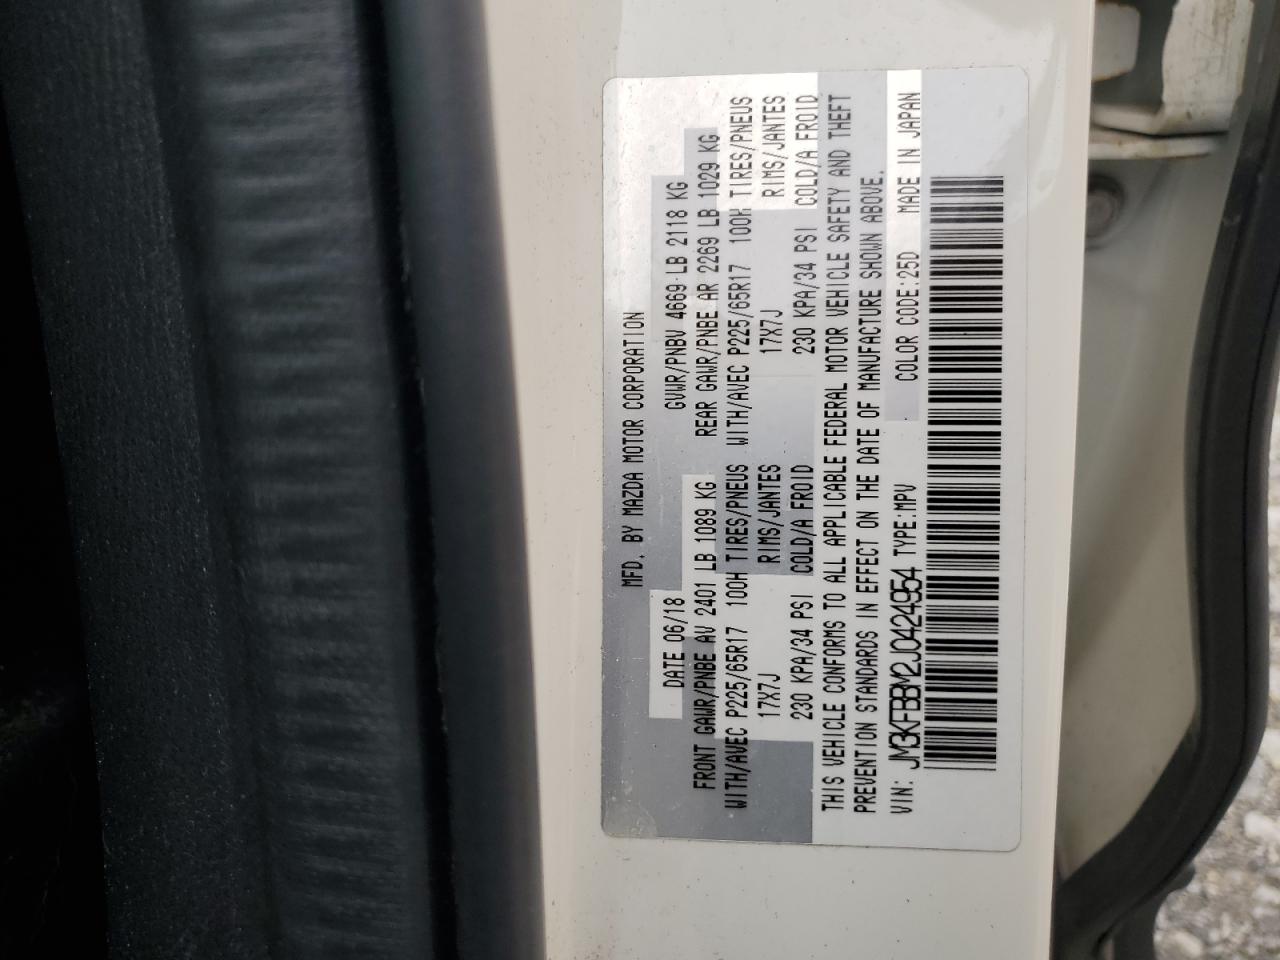 MFD. BY MAZDA MOTOR CORPORATION
DATE 06/18 GVWR/PNBV 4669 LB 2118 KG
FRONT GAWR/PNBE AV 2401 LB 1089 KG REAR GAWR/PNBE AR 2269 LB 1029 KG
WITH/AVEC P225/65R17 100H TIRES/PNEUS WITH/AVEC P225/65R17 100H TIRES/PNEUS
17X7J RIMS/JANTES 17X7J RIMS/JANTES
230 KPA/34 PSI COLD/A FROID 230 KPA/34 PSI COLD/A FROID
THIS VEHICLE CONFORMS TO ALL APPLICABLE FEDERAL MOTOR VEHICLE SAFETY AND THEFT
PREVENTION STANDARDS IN EFFECT ON THE DATE OF MANUFACTURE SHOWN ABOVE.
VIN: JM3KFBBM2J0424954 TYPE:MPV COLOR CODE:25D MADE IN JAPAN